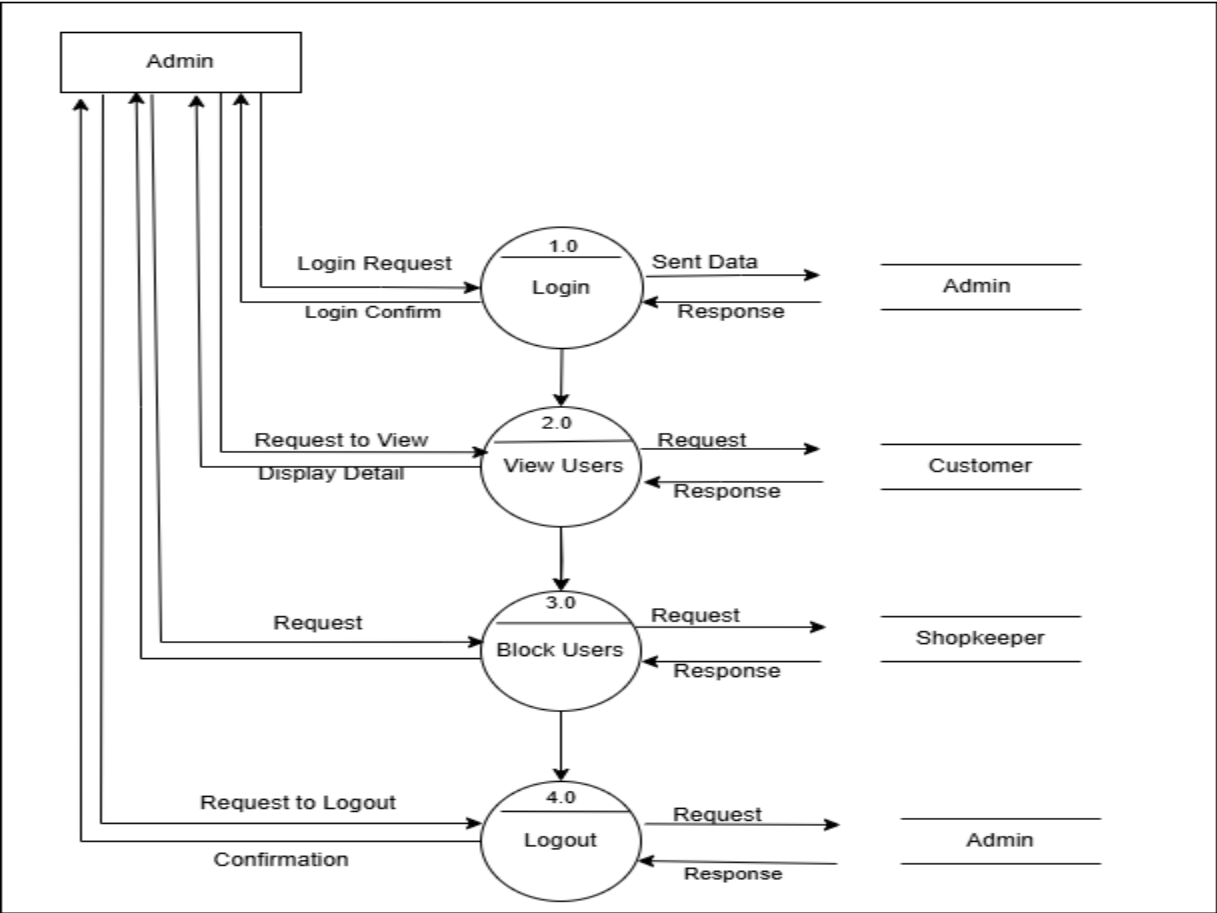 Admin
1.0
Login Request
Sent Data
Login
Admin
Login Confirm
Response
2.0
Request to View
Request
View Users
Customer
Display Detail
Response
3.0
Request
Request
Block Users
Shopkeeper
Response
4.0
Request to Logout
Request
Logout
Admin
Confirmation
Response